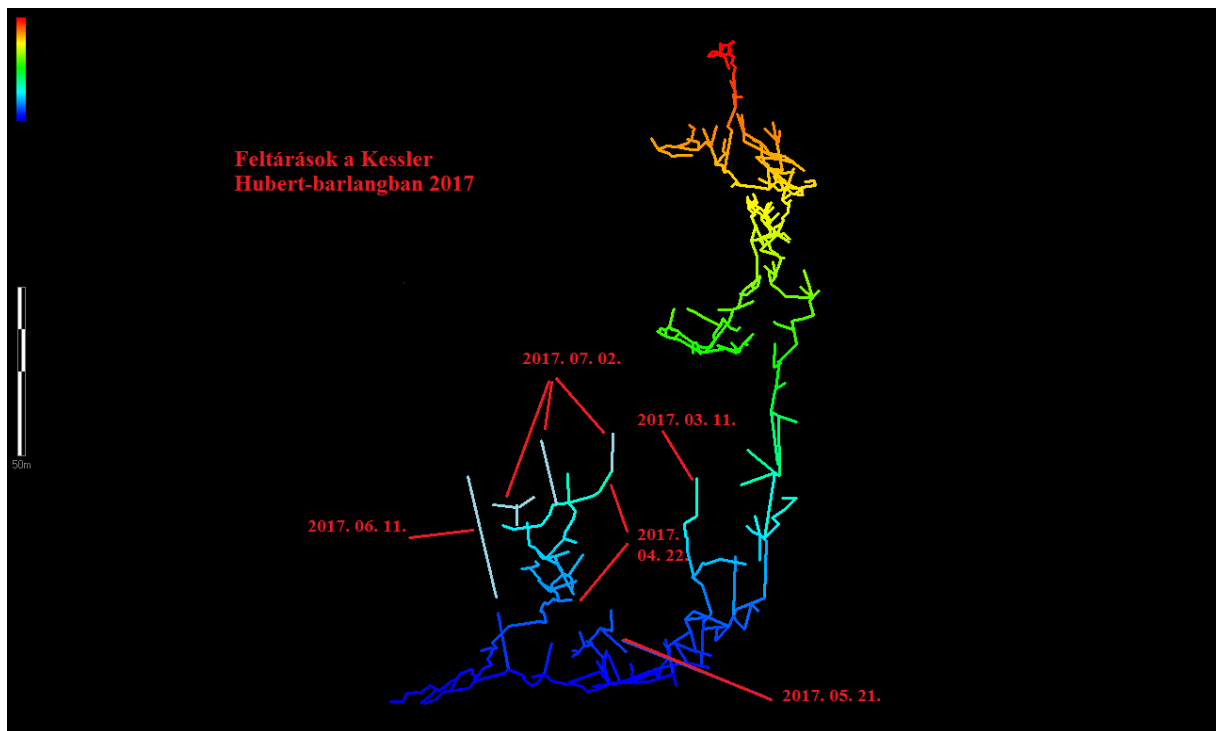 Feltárások a Kessler
Hubert-barlangban 2017
2017. 07. 02.
2017. 03. 11.
2017. 06. 11.
2017.
04. 22.
2017. 05. 21.
50m